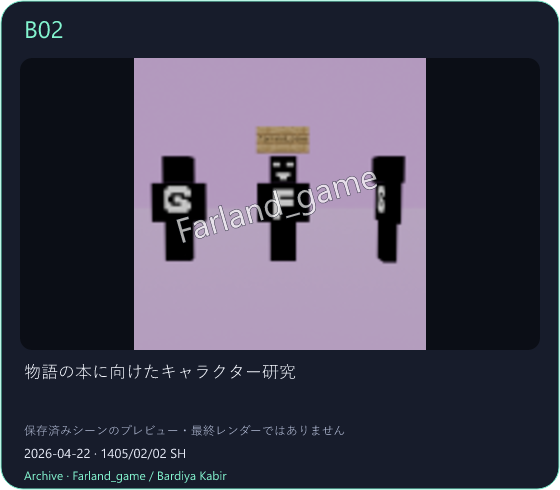 B02
G
F
Farland_game
物語の本に向けたキャラクター研究
保存済みシーンのプレビュー・最終レンダーではありません
2026-04-22 · 1405/02/02 SH
Archive · Farland_game / Bardiya Kabir